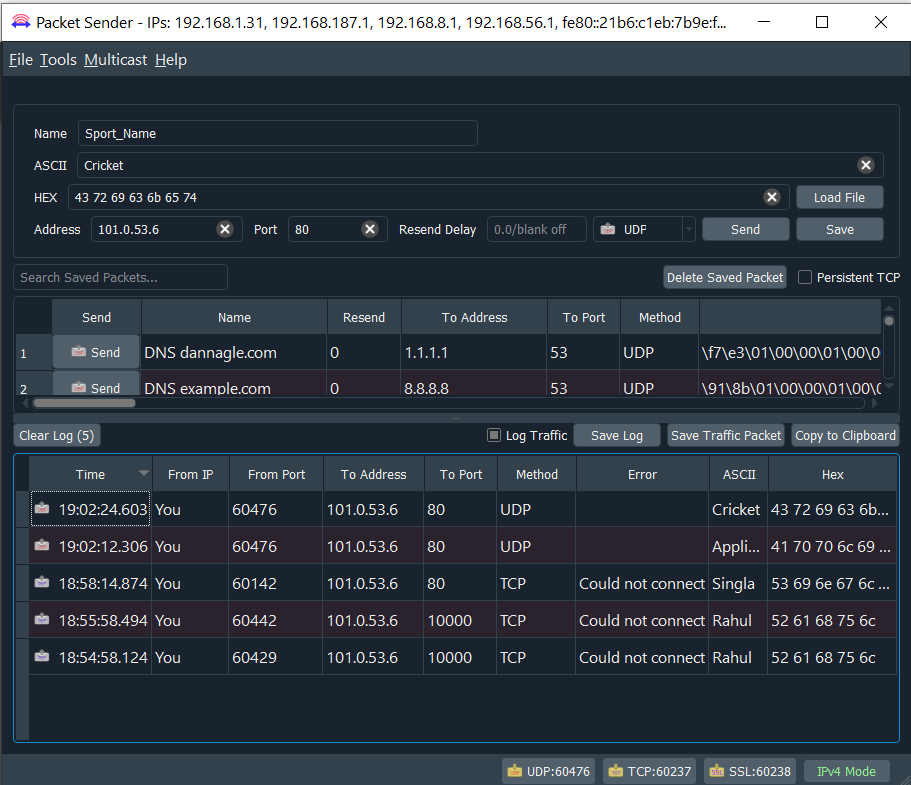 Packet Sender - IPs: 192.168.1.31, 192.168.187.1, 192.168.8.1, 192.168.56.1, fe80::21b6:c1eb:7b9e:f...
File Tools Multicast Help
Name Sport_Name
ASCII Cricket
HEX 43 72 69 63 6b 65 74 Load File
Address 101.0.53.6 Port 80 Resend Delay 0.0/blank off UDP Send Save
Search Saved Packets... Delete Saved Packet Persistent TCP
Send Name Resend To Address To Port Method
1 Send DNS dannagle.com 0 1.1.1.1 53 UDP \f7\e3\01\00\00\01\00\0
2 Send DNS example.com 0 8.8.8.8 53 UDP \91\8b\01\00\00\01\00\0
Clear Log (5) Log Traffic Save Log Save Traffic Packet Copy to Clipboard
Time From IP From Port To Address To Port Method Error ASCII Hex
19:02:24.603 You 60476 101.0.53.6 80 UDP Cricket 43 72 69 63 6b...
19:02:12.306 You 60476 101.0.53.6 80 UDP Appli... 41 70 70 6c 69 ...
18:58:14.874 You 60142 101.0.53.6 80 TCP Could not connect Singla 53 69 6e 67 6c ...
18:55:58.494 You 60442 101.0.53.6 10000 TCP Could not connect Rahul 52 61 68 75 6c
18:54:58.124 You 60429 101.0.53.6 10000 TCP Could not connect Rahul 52 61 68 75 6c
UDP:60476 TCP:60237 SSL:60238 IPv4 Mode